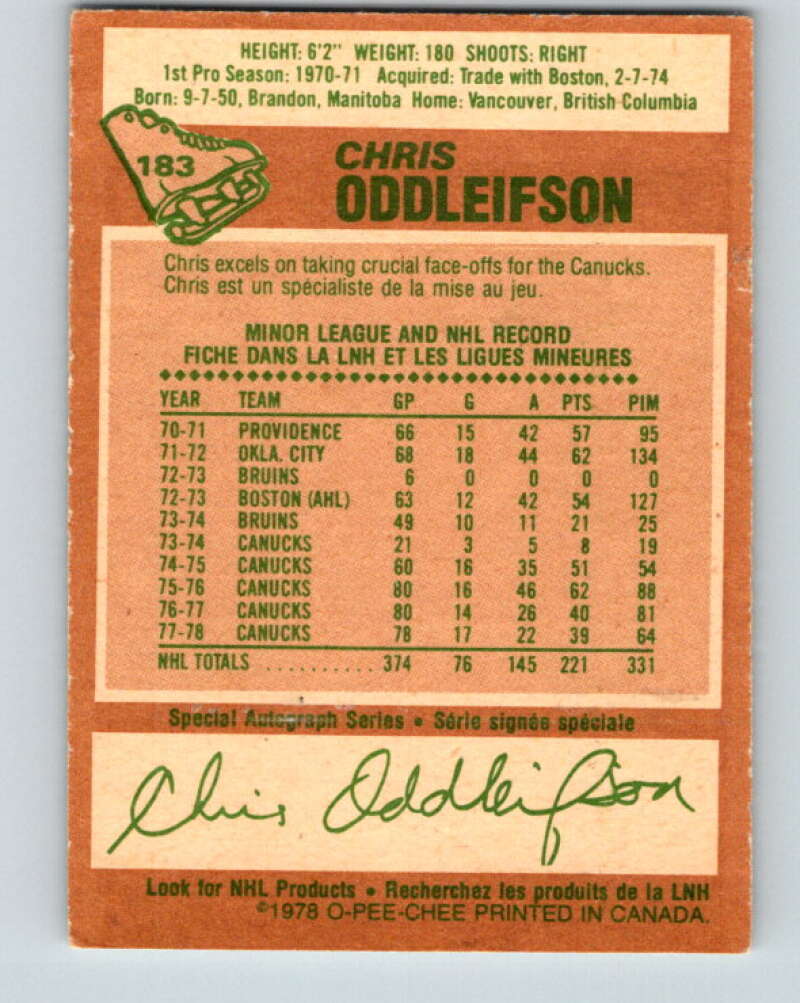 HEIGHT: 6'2" WEIGHT: 180 SHOOTS: RIGHT
1st Pro Season: 1970-71 Acquired: Trade with Boston, 2-7-74
Born: 9-7-50, Brandon, Manitoba Home: Vancouver, British Columbia
183
CHRIS
ODDLEIFSON
Chris excels on taking crucial face-offs for the Canucks.
Chris est un spécialiste de la mise au jeu.
MINOR LEAGUE AND NHL RECORD
FICHE DANS LA LNH ET LES LIGUES MINEURES
YEAR TEAM GP G A PTS PIM
70-71 PROVIDENCE 66 15 42 57 95
71-72 OKLA. CITY 68 18 44 62 134
72-73 BRUINS 6 0 0 0 0
72-73 BOSTON (AHL) 63 12 42 54 127
73-74 BRUINS 49 10 11 21 25
73-74 CANUCKS 21 3 5 8 19
74-75 CANUCKS 60 16 35 51 54
75-76 CANUCKS 80 16 46 62 88
76-77 CANUCKS 80 14 26 40 81
77-78 CANUCKS 78 17 22 39 64
NHL TOTALS .......... 374 76 145 221 331
Special Autograph Series • Série signée spéciale
Chris Oddleifson
Look for NHL Products • Recherchez les produits de la LNH
©1978 O-PEE-CHEE PRINTED IN CANADA.